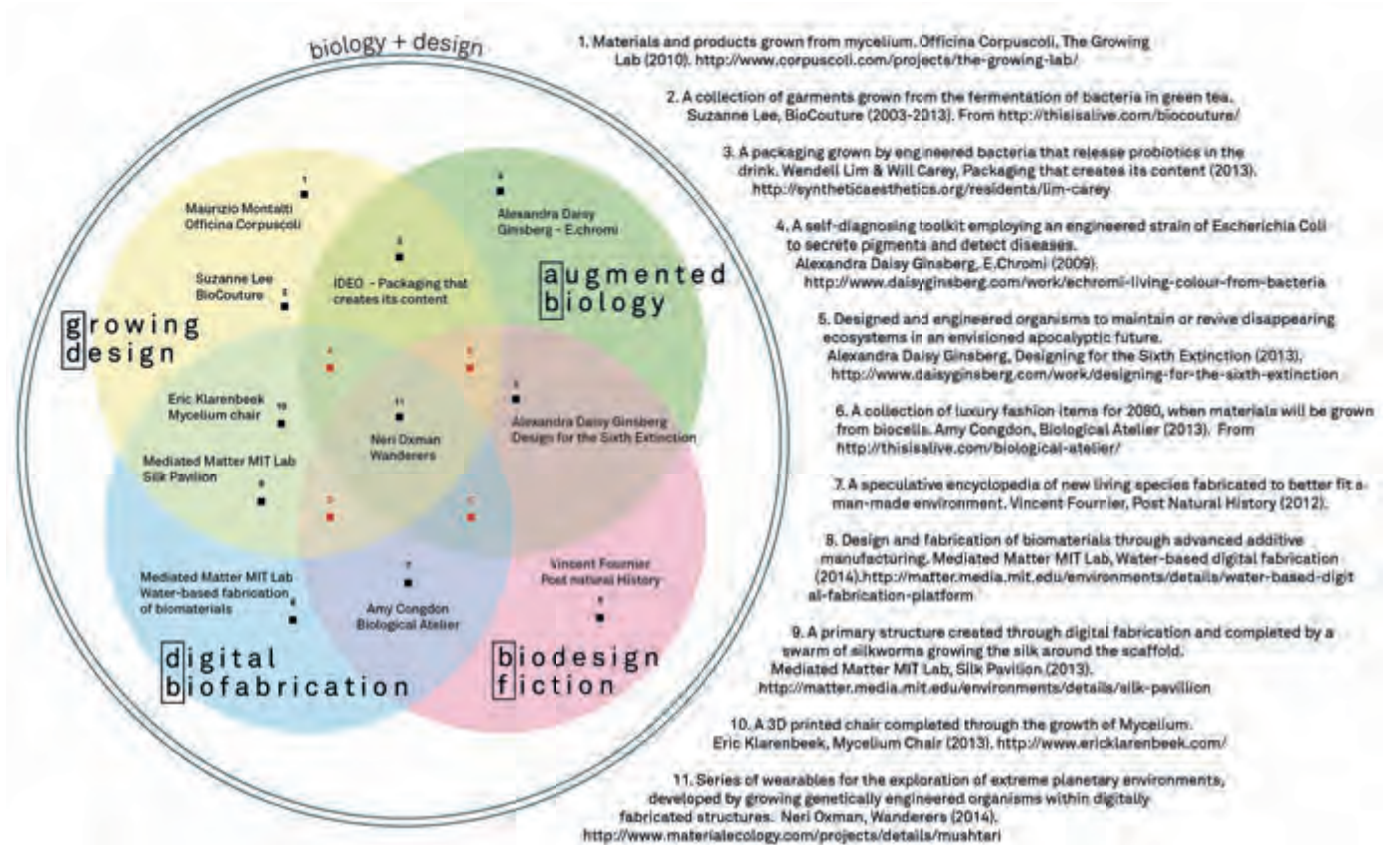 biology + design
1
Maurizio Montalti
Officina Corpuscoli
4
Alexandra Daisy
Ginsberg - E.chromi
3
IDEO - Packaging that
creates its content
Suzanne Lee
BioCouture
2
augmented
biology
growing
design
Eric Klarenbeek
Mycelium chair
10
11
Neri Oxman
Wanderers
Alexandra Daisy Ginsberg
Design for the Sixth Extinction
Mediated Matter MIT Lab
Silk Pavilion
Mediated Matter MIT Lab
Water-based fabrication
of biomaterials
7
Amy Congdon
Biological Atelier
Vincent Fournier
Post natural History
digital
biofabrication
biodesign
fiction
1. Materials and products grown from mycelium. Officina Corpuscoli, The Growing
Lab (2010). http://www.corpuscoli.com/projects/the-growing-lab/
2. A collection of garments grown from the fermentation of bacteria in green tea.
Suzanne Lee, BioCouture (2003-2013). From http://thisisalive.com/biocouture/
3. A packaging grown by engineered bacteria that release probiotics in the
drink. Wendell Lim & Will Carey, Packaging that creates its content (2013).
http://syntheticaesthetics.org/residents/lim-carey
4. A self-diagnosing toolkit employing an engineered strain of Escherichia Coli
to secrete pigments and detect diseases.
Alexandra Daisy Ginsberg, E.Chromi (2009).
http://www.daisyginsberg.com/work/echromi-living-colour-from-bacteria
5. Designed and engineered organisms to maintain or revive disappearing
ecosystems in an envisioned apocalyptic future.
Alexandra Daisy Ginsberg, Designing for the Sixth Extinction (2013).
http://www.daisyginsberg.com/work/designing-for-the-sixth-extinction
6. A collection of luxury fashion items for 2080, when materials will be grown
from biocells. Amy Congdon, Biological Atelier (2013). From
http://thisisalive.com/biological-atelier/
7. A speculative encyclopedia of new living species fabricated to better fit a
man-made environment. Vincent Fournier, Post Natural History (2012).
8. Design and fabrication of biomaterials through advanced additive
manufacturing. Mediated Matter MIT Lab, Water-based digital fabrication
(2014).http://matter.media.mit.edu/environments/details/water-based-digit
al-fabrication-platform
9. A primary structure created through digital fabrication and completed by a
swarm of silkworms growing the silk around the scaffold.
Mediated Matter MIT Lab, Silk Pavilion (2013).
http://matter.media.mit.edu/environments/details/silk-pavillion
10. A 3D printed chair completed through the growth of Mycelium.
Eric Klarenbeek, Mycelium Chair (2013). http://www.ericklarenbeek.com/
11. Series of wearables for the exploration of extreme planetary environments,
developed by growing genetically engineered organisms within digitally
fabricated structures. Neri Oxman, Wanderers (2014).
http://www.materialecology.com/projects/details/mushtari